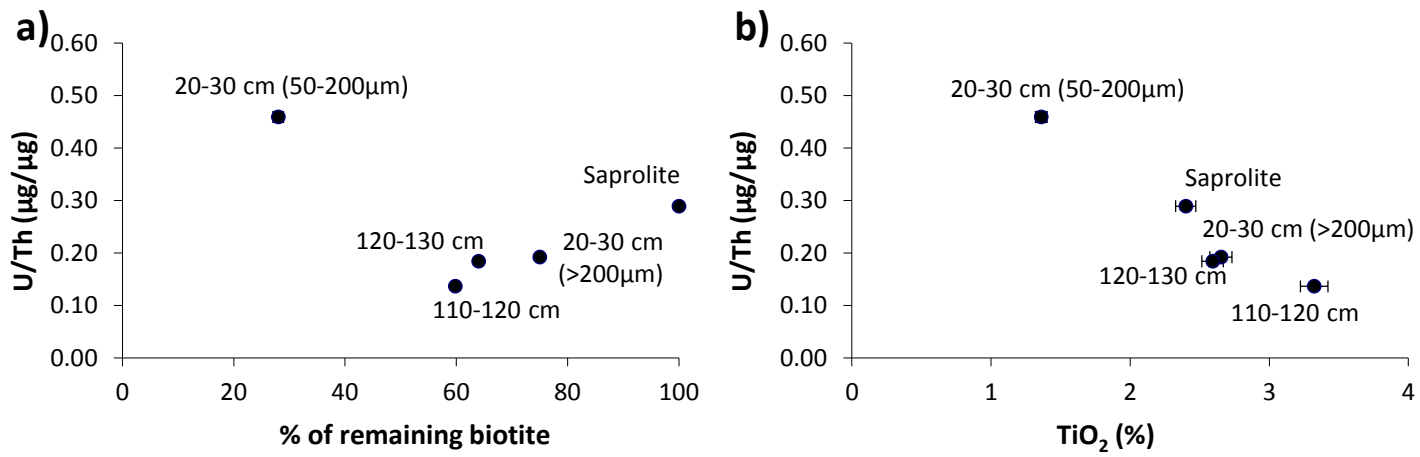 a)
0.60
0.50
0.40
0.30
0.20
0.10
0.00
U/Th (µg/µg)
20-30 cm (50-200µm)
Saprolite
120-130 cm
20-30 cm
(>200µm)
110-120 cm
0 20 40 60 80 100
% of remaining biotite
b)
0.60
0.50
0.40
0.30
0.20
0.10
0.00
U/Th (µg/µg)
20-30 cm (50-200µm)
Saprolite
20-30 cm (>200µm)
120-130 cm
110-120 cm
0 1 2 3 4
TiO₂ (%)